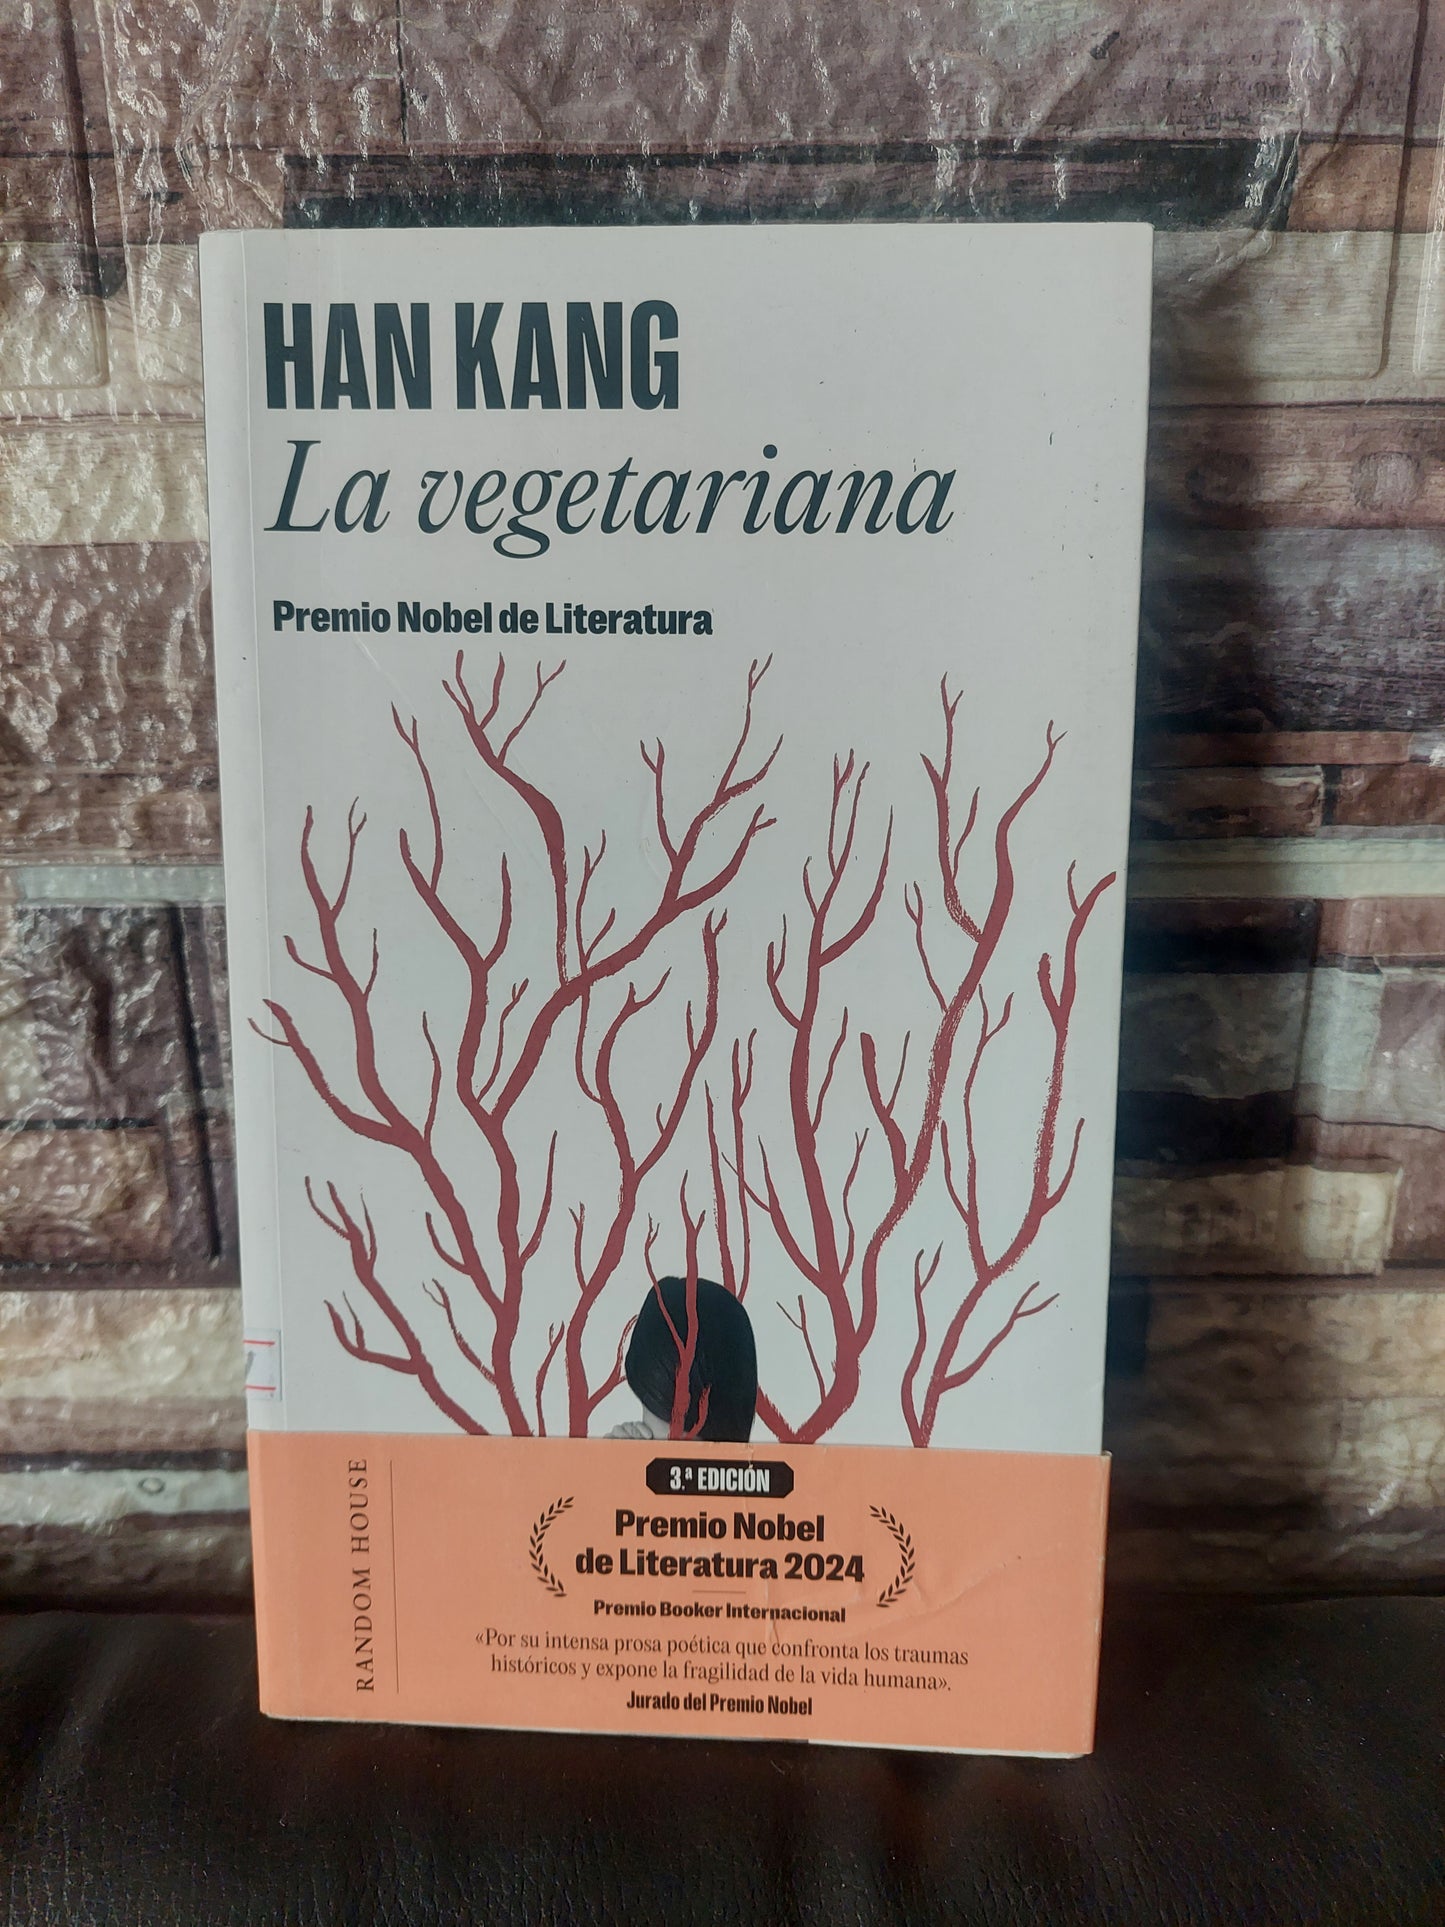 HAN KANG
La vegetariana
Premio Nobel de Literatura
RANDOM HOUSE
3.ª EDICIÓN
Premio Nobel
de Literatura 2024
Premio Booker Internacional
«Por su intensa prosa poética que confronta los traumas
históricos y expone la fragilidad de la vida humana».
Jurado del Premio Nobel